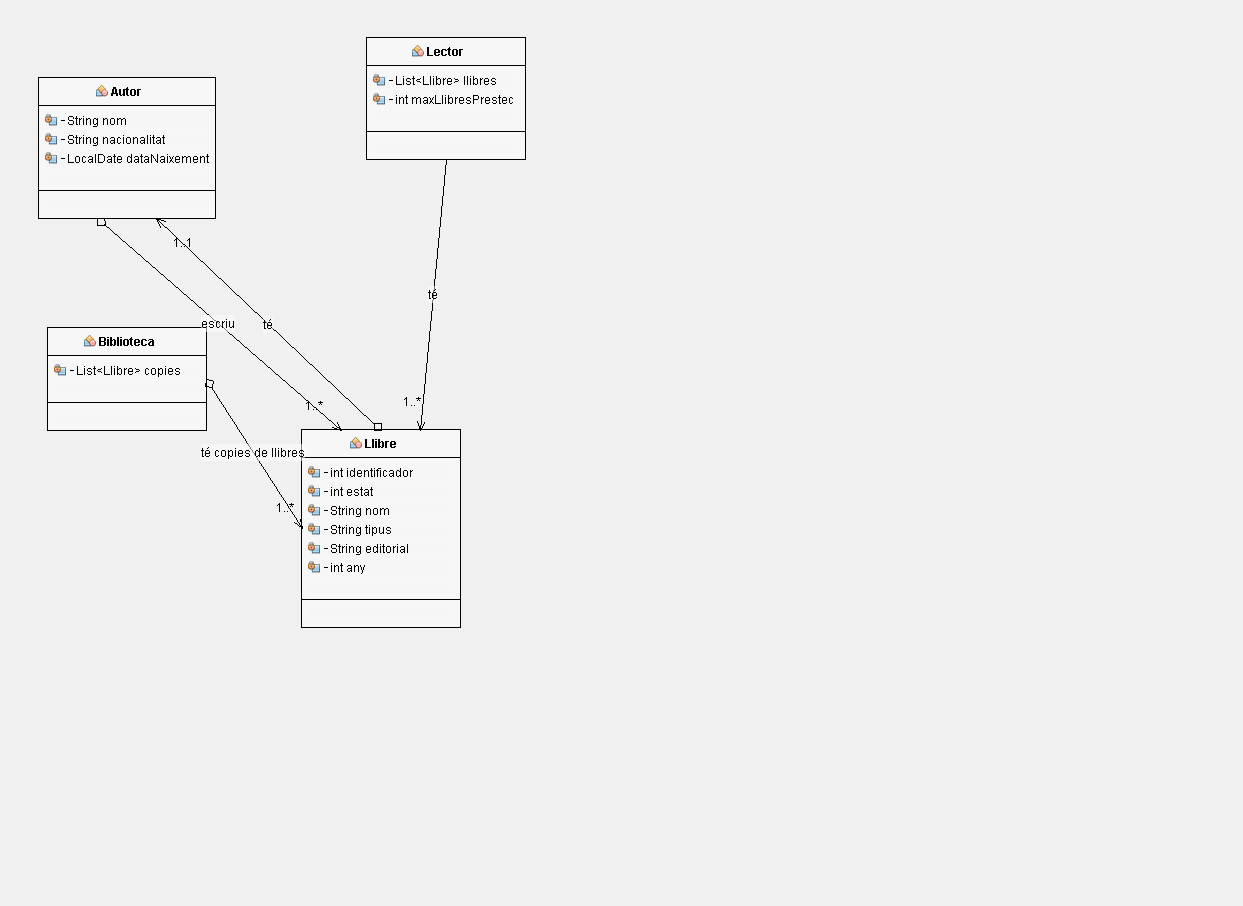 Lector
-List<Llibre> llibres
-int maxLlibresPrestec
Autor
-String nom
-String nacionalitat
-LocalDate dataNaixement
1..1
té
escriu
té
Biblioteca
-List<Llibre> copies
1..*
1..*
té copies de llibres
1..*
Llibre
-int identificador
-int estat
-String nom
-String tipus
-String editorial
-int any